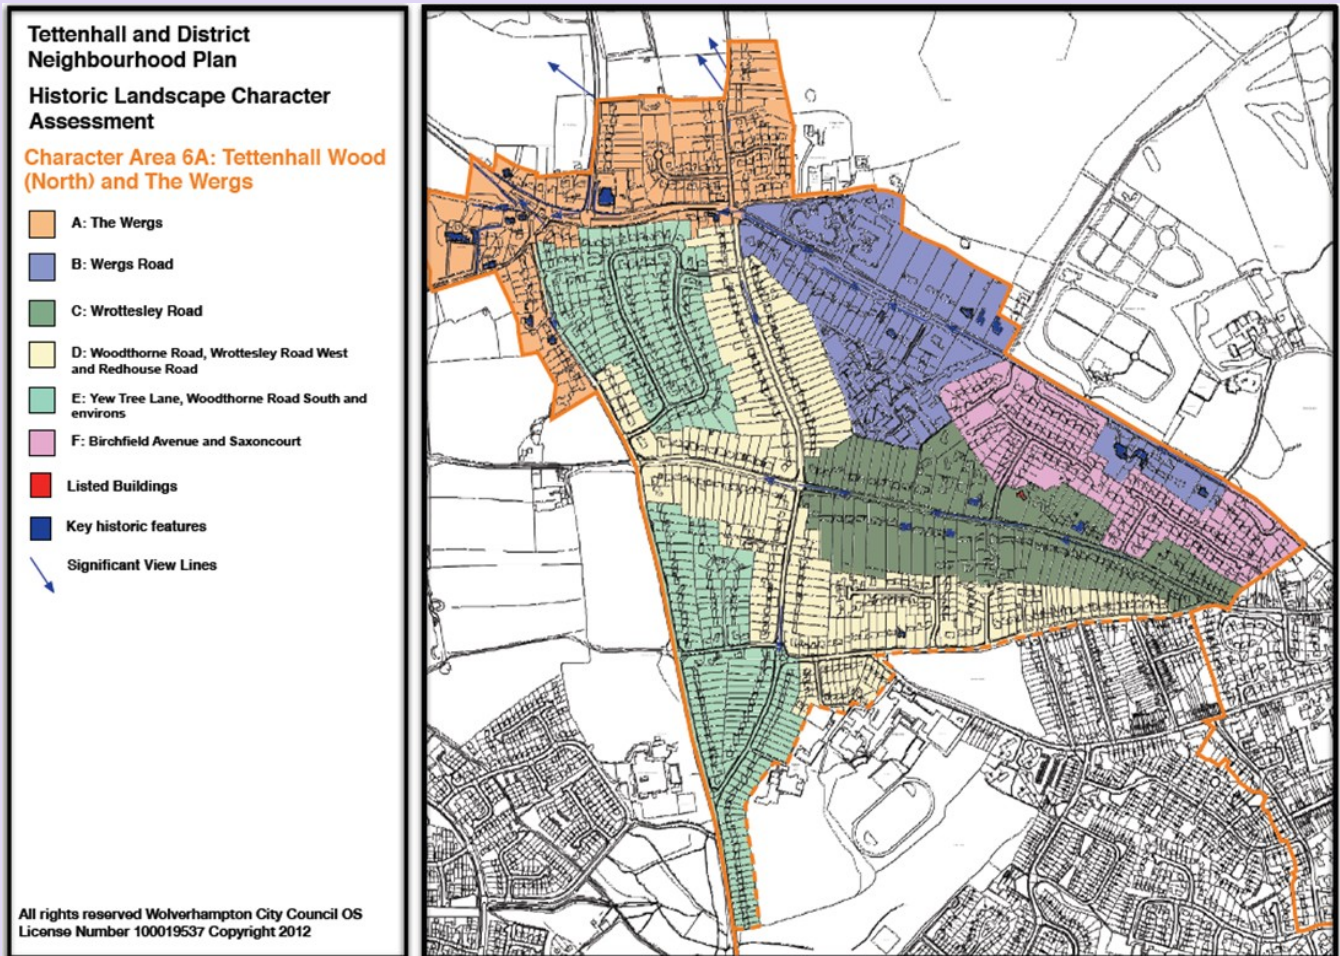 Tettenhall and District
Neighbourhood Plan
Historic Landscape Character
Assessment
Character Area 6A: Tettenhall Wood
(North) and The Wergs
A: The Wergs
B: Wergs Road
C: Wrottesley Road
D: Woodthorne Road, Wrottesley Road West
and Redhouse Road
E: Yew Tree Lane, Woodthorne Road South and
environs
F: Birchfield Avenue and Saxoncourt
Listed Buildings
Key historic features
Significant View Lines
All rights reserved Wolverhampton City Council OS
License Number 100019537 Copyright 2012